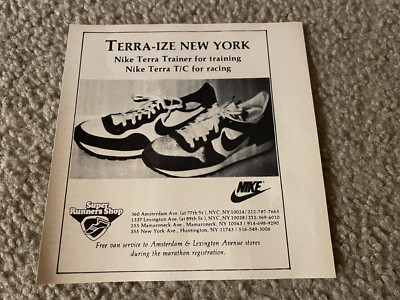 TERRA-IZE NEW YORK
Nike Terra Trainer for training
Nike Terra T/C for racing
NIKE
Super
Runners Shop
360 Amsterdam Ave. (at 77th St.), NYC, NY 10024 / 212-787-7665
1337 Lexington Ave. (at 89th St.), NYC, NY 10028 / 212-369-6010
255 Mamaroneck Ave., Mamaroneck, NY 10543 / 914-698-9290
355 New York Ave., Huntington, NY 11743 / 516-549-3006
Free van service to Amsterdam & Lexington Avenue stores
during the marathon registration.